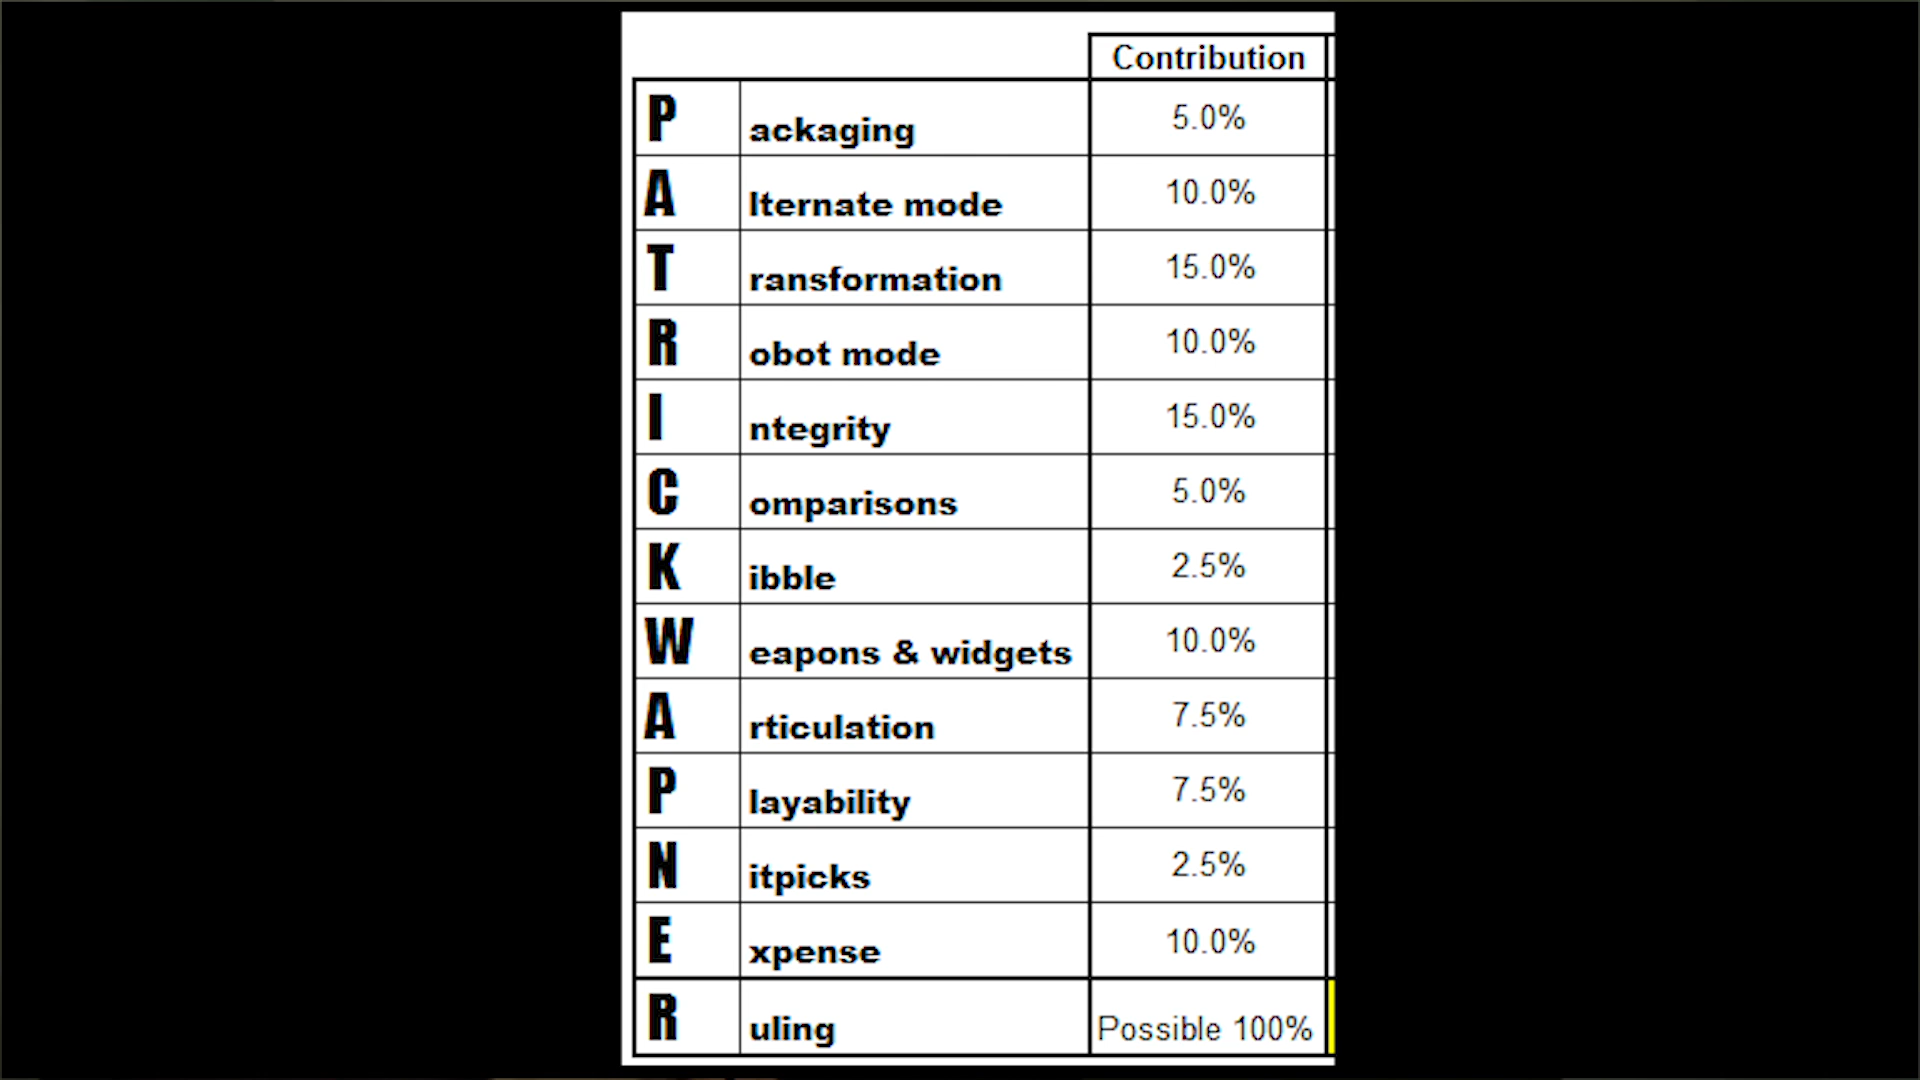 Contribution
P ackaging 5.0%
A lternate mode 10.0%
T ransformation 15.0%
R obot mode 10.0%
I ntegrity 15.0%
C omparisons 5.0%
K ibble 2.5%
W eapons & widgets 10.0%
A rticulation 7.5%
P layability 7.5%
N itpicks 2.5%
E xpense 10.0%
R uling Possible 100%